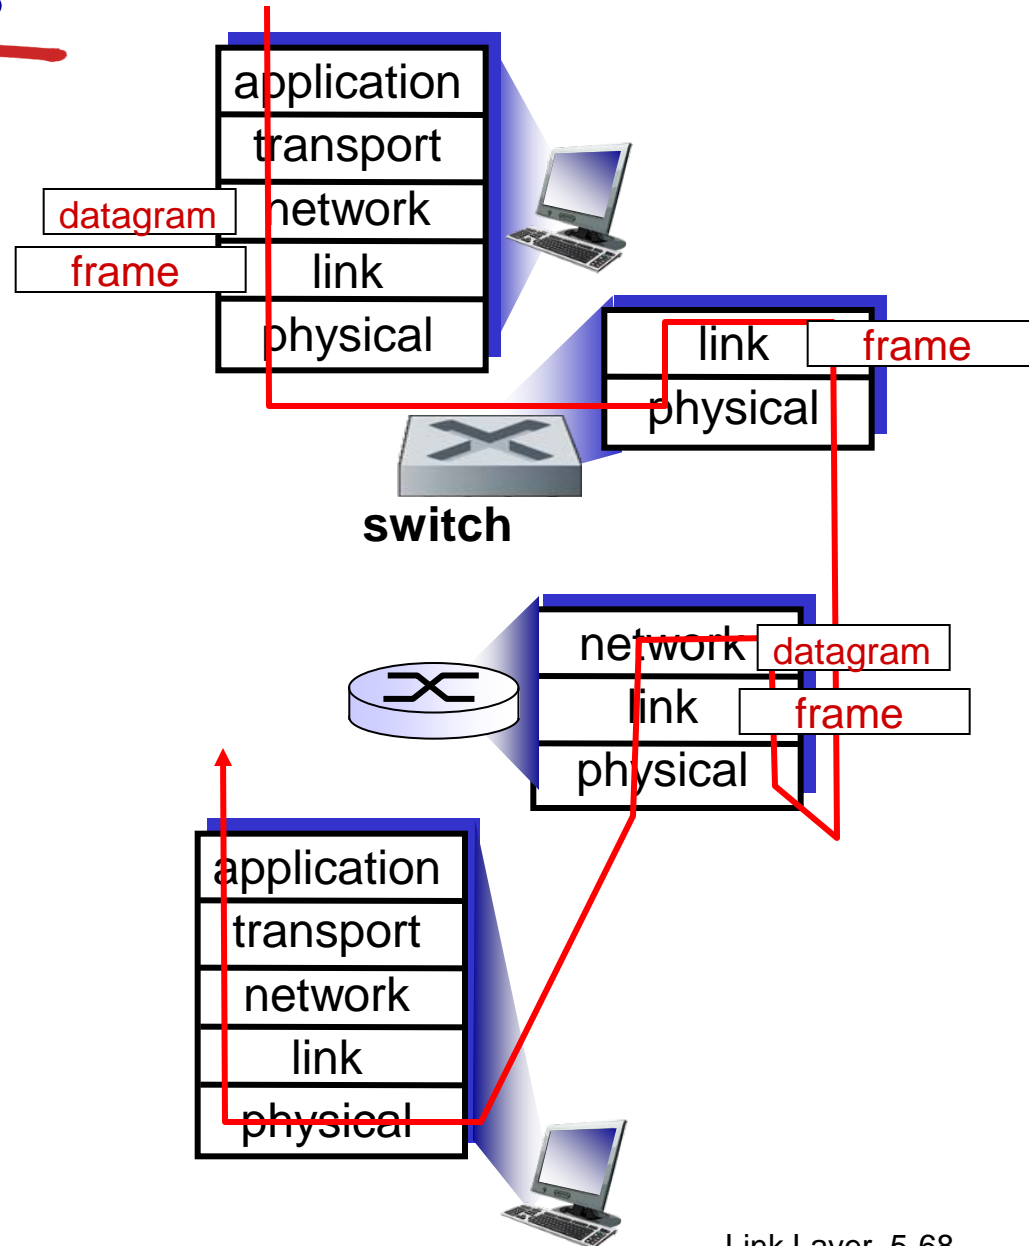 application
transport
datagram
network
frame
link
physical
link
frame
physical
switch
network
datagram
link
frame
physical
application
transport
network
link
physical